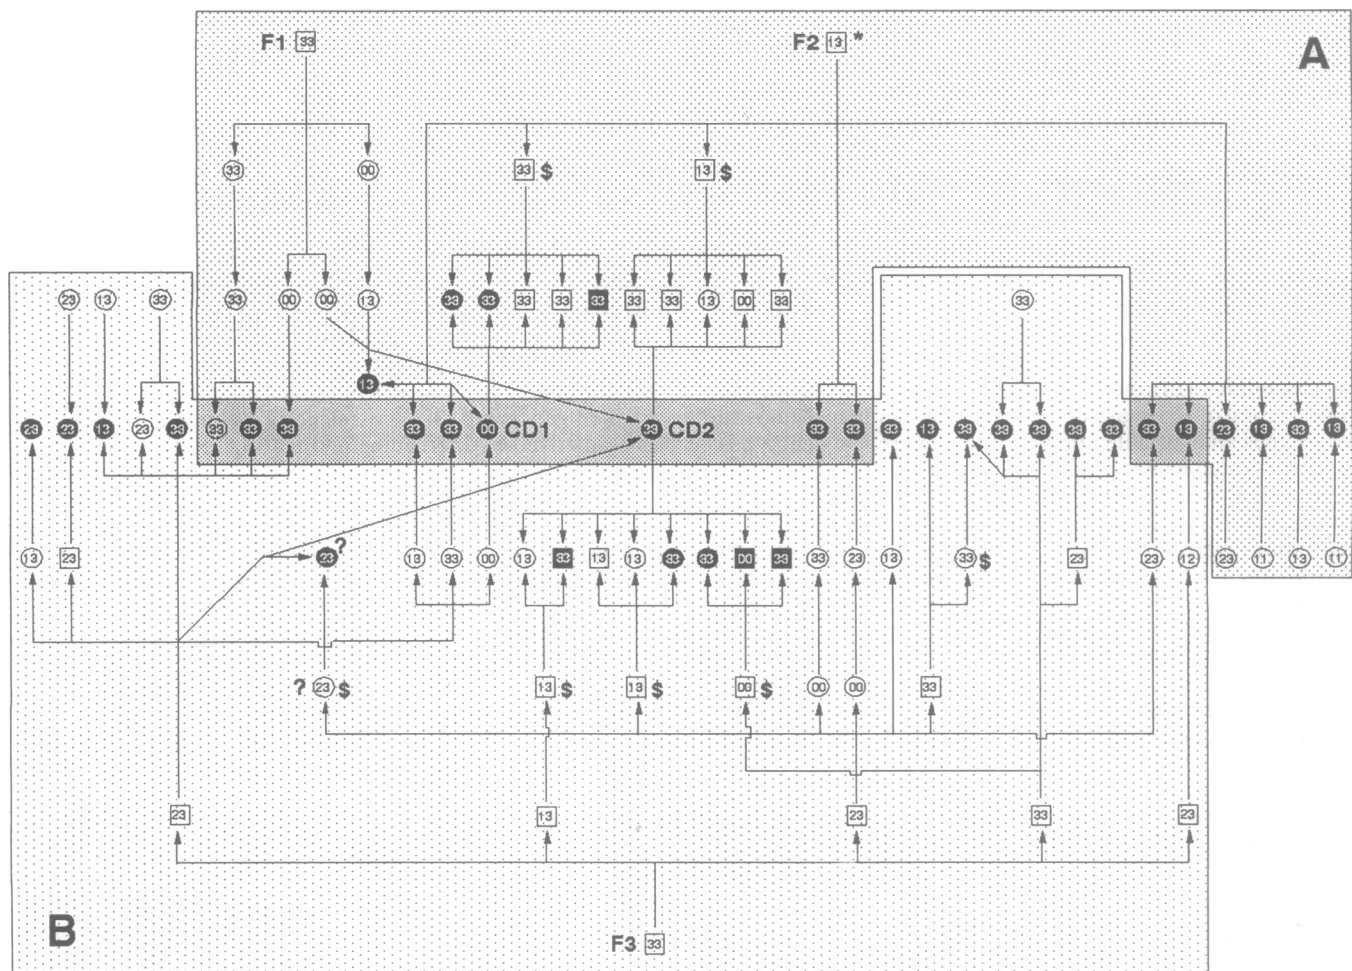 F1 33 F2 13 * A
33 00 33 $ 13 $
23 13 33 33 00 00 13 33 33 33 33 33 33 33 13 00 33 33
13
23 23 13 23 23 33 33 33 33 33 00 CD1 33 CD2 33 33 33 13 33 33 33 33 33 33 13 23 13 33 13
13 23 23 ? 13 33 00 13 33 13 13 33 33 00 33 33 23 13 33 $ 23 23 12 23 11 13 11
? 23 $ 13 $ 13 $ 00 $ 00 00 33
23 13 23 33 23
B F3 33